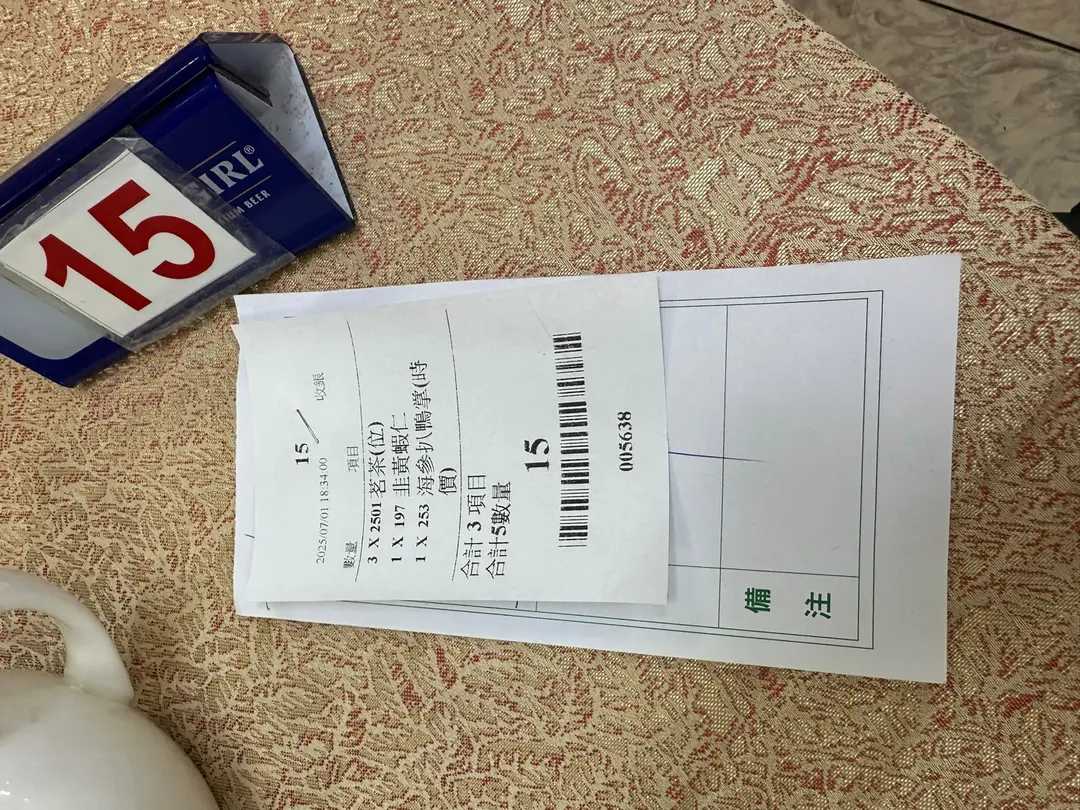 15
IRL®
UM BEER
15
2025/07/01 18:34:00 收銀
數量 項目
3 X 2501 茗茶(位)
1 X 197 韭黃蝦仁
1 X 253 海參扒鴨掌(時
價)
合計 3 項目
合計5數量
15
005638
備
注